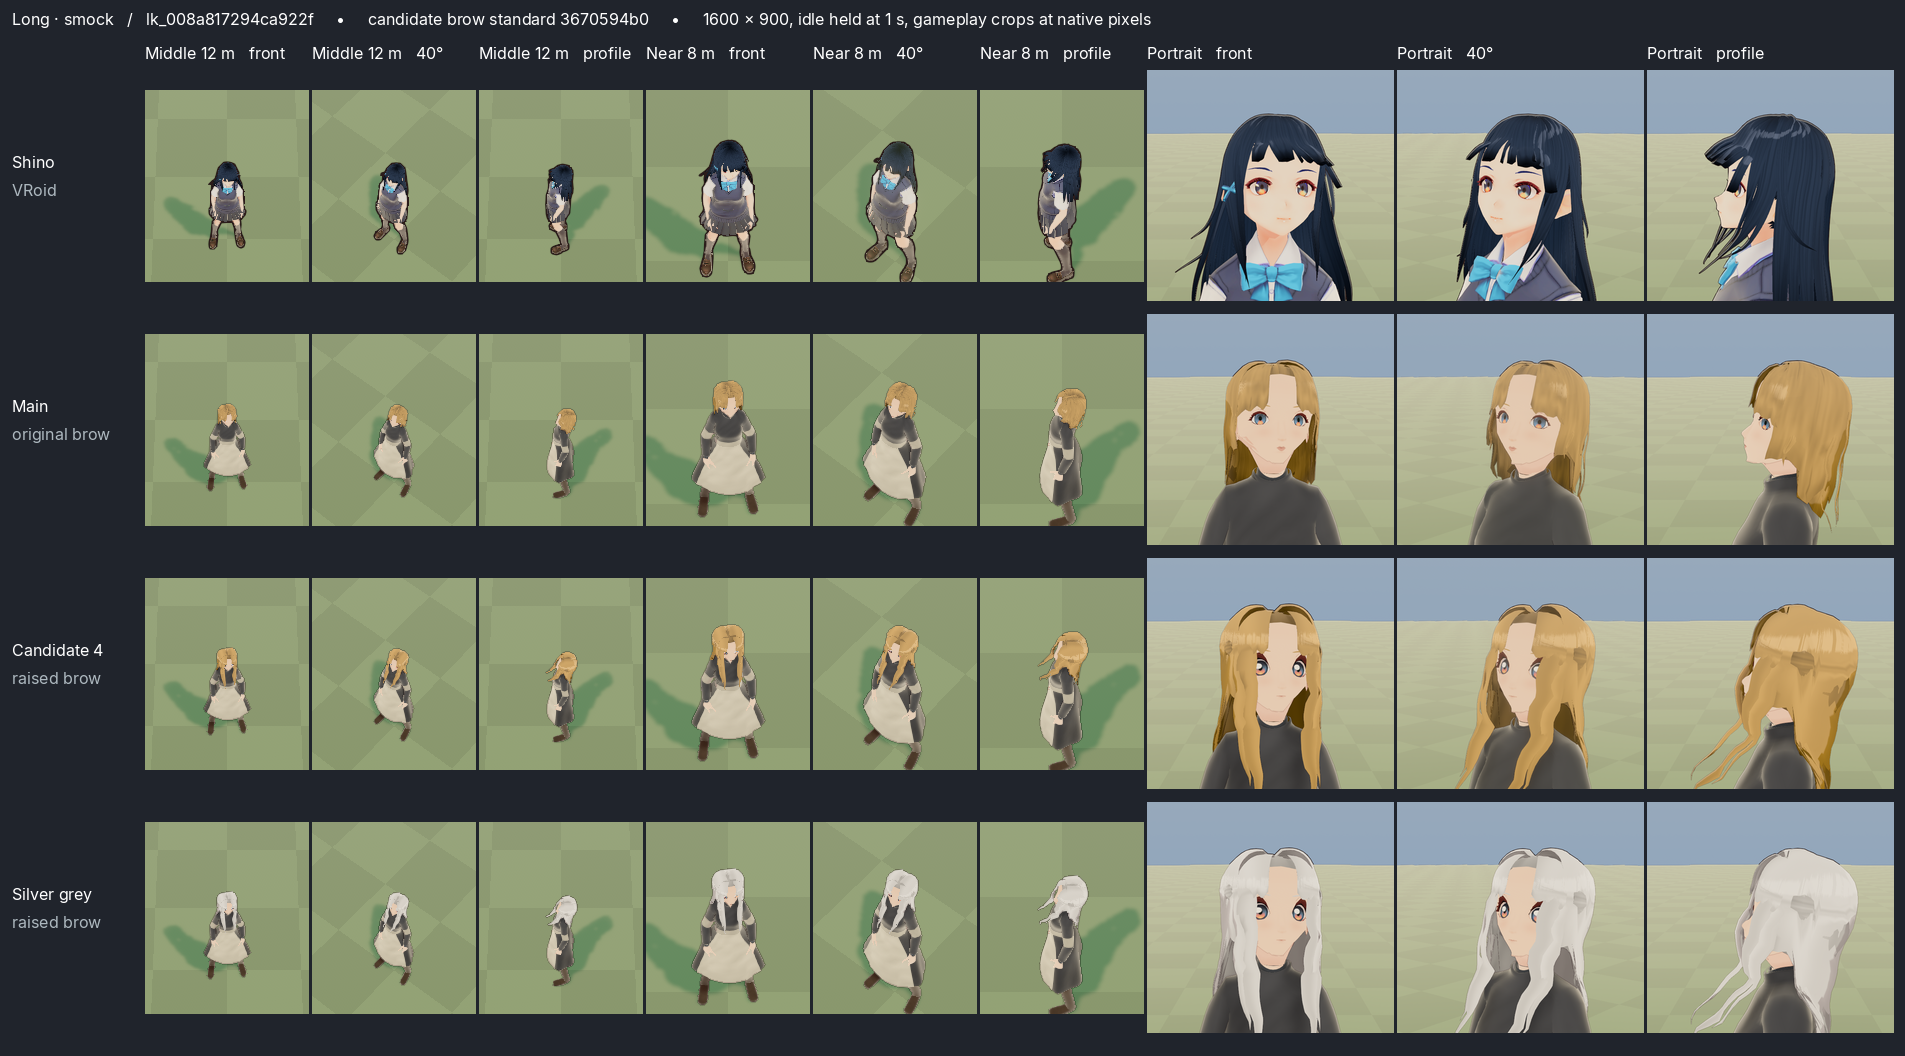 Long · smock / lk_008a817294ca922f • candidate brow standard 3670594b0 • 1600 × 900, idle held at 1 s, gameplay crops at native pixels
Middle 12 m front Middle 12 m 40° Middle 12 m profile Near 8 m front Near 8 m 40° Near 8 m profile Portrait front Portrait 40° Portrait profile
Shino
VRoid
Main
original brow
Candidate 4
raised brow
Silver grey
raised brow